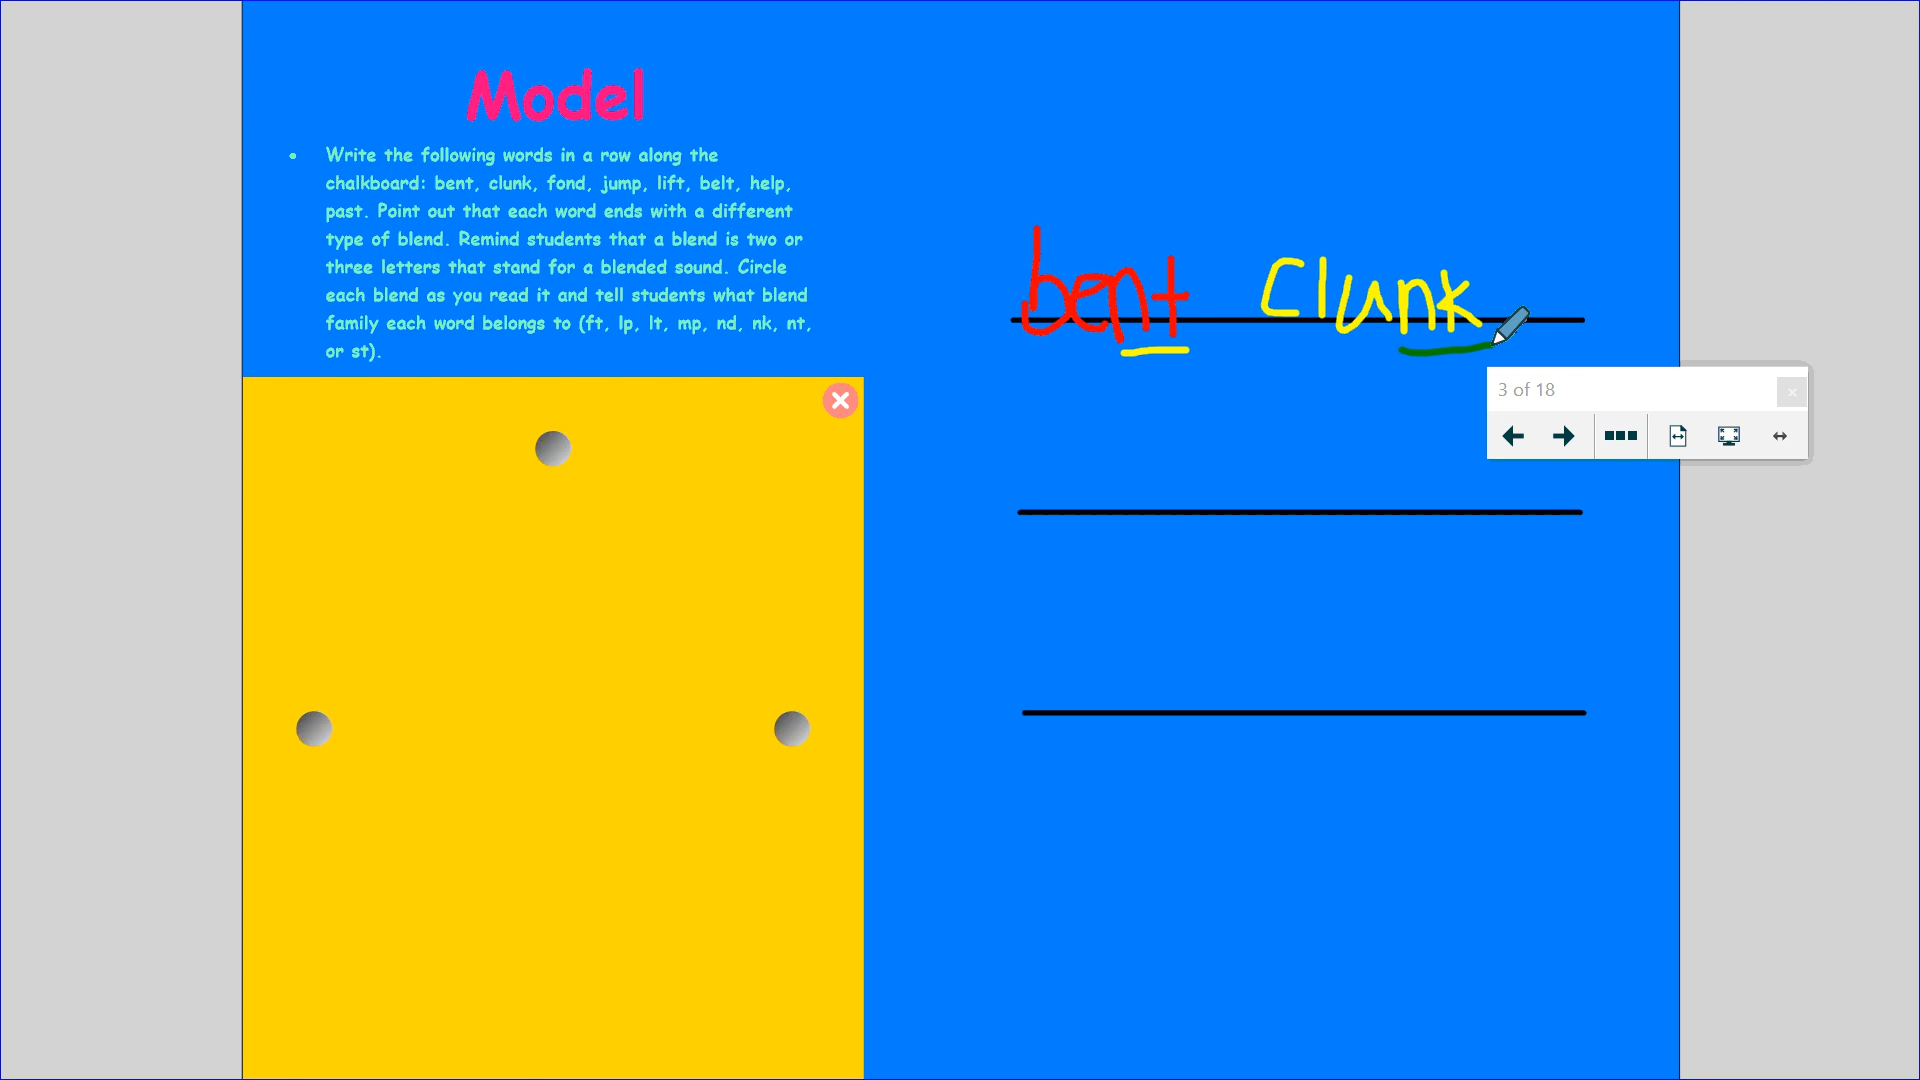 Model
• Write the following words in a row along the
chalkboard: bent, clunk, fond, jump, lift, belt, help,
past. Point out that each word ends with a different
type of blend. Remind students that a blend is two or
three letters that stand for a blended sound. Circle
each blend as you read it and tell students what blend
family each word belongs to (ft, lp, lt, mp, nd, nk, nt,
or st).
bent Clunk
3 of 18